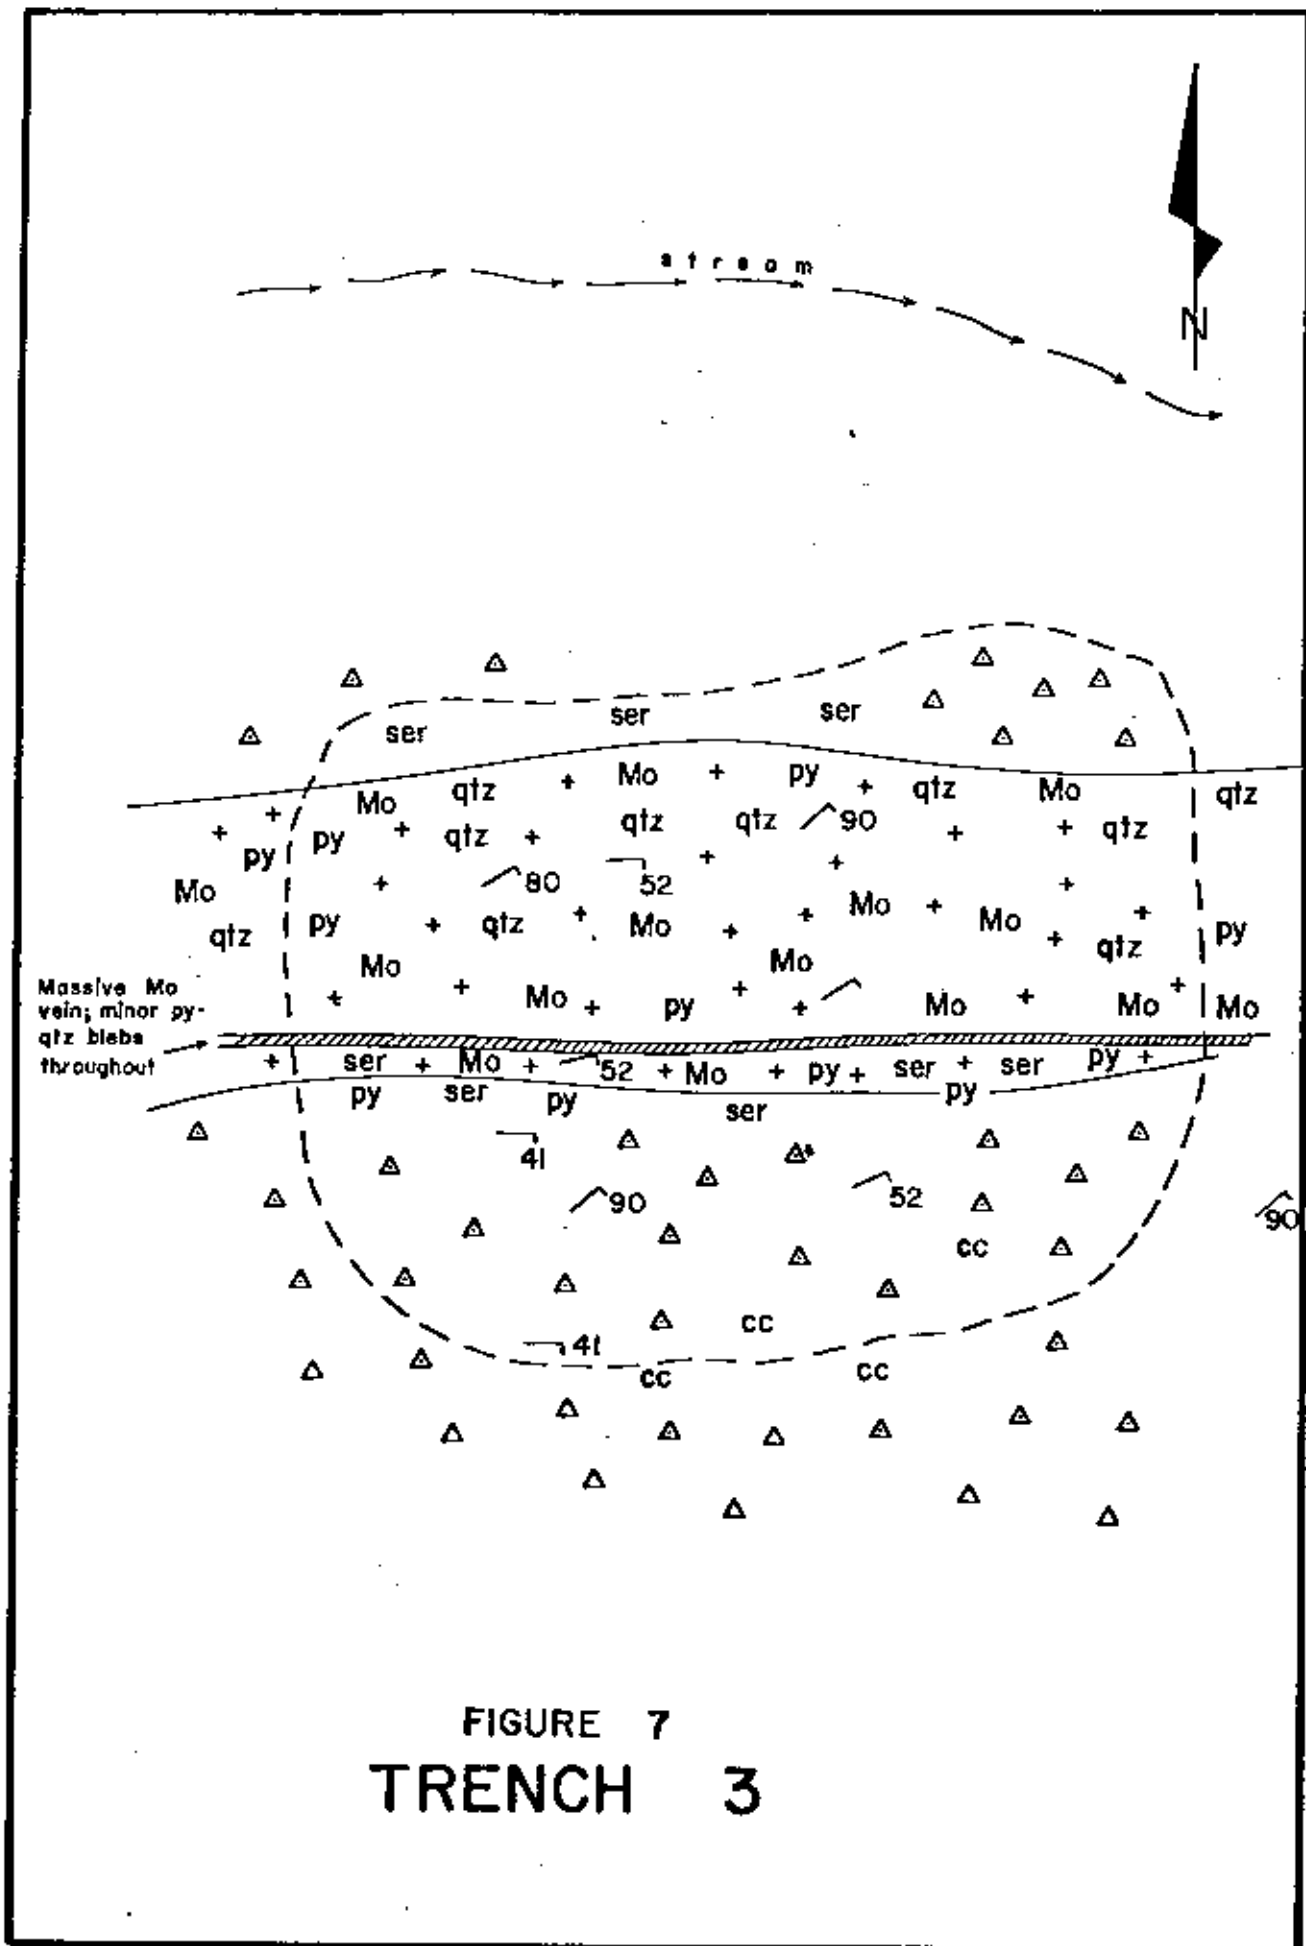 stream
N
ser ser ser
Mo qtz Mo py qtz Mo qtz
py py qtz qtz qtz 90 qtz
Mo 80 52
qtz py qtz Mo Mo Mo qtz py
Mo Mo
Mo py Mo Mo Mo
Massive Mo
vein; minor py-
qtz blebs
throughout
ser Mo 52 Mo py ser ser py
py ser py ser py
41
90 52 90
cc
cc
41
cc cc
FIGURE 7
TRENCH 3